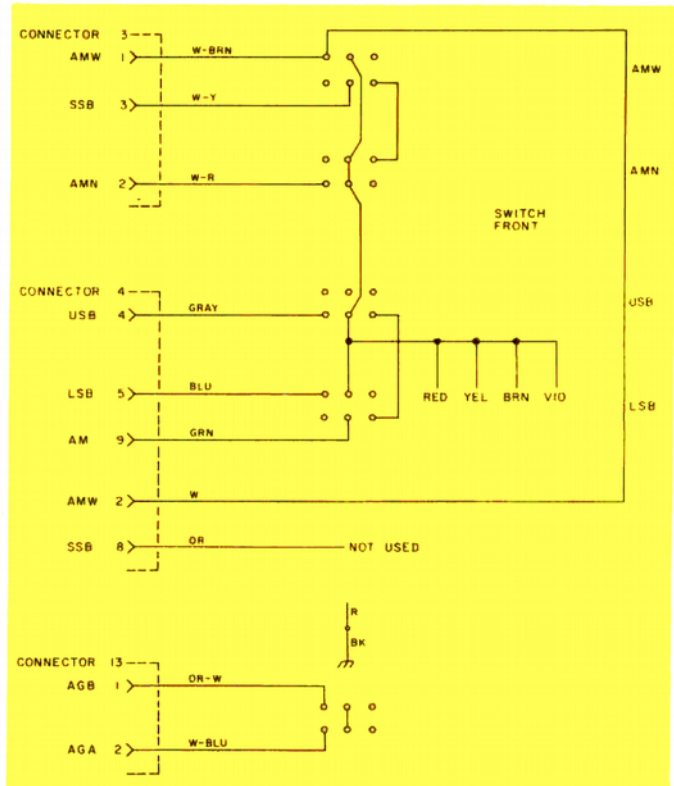 CONNECTOR 3
AMW 1 W-BRN
AMW
SSB 3 W-Y
AMN 2 W-R
AMN
SWITCH
FRONT
CONNECTOR 4
USB 4 GRAY
USB
LSB 5 BLU
RED YEL BRN VIO
LSB
AM 9 GRN
AMW 2 W
SSB 8 OR NOT USED
R
BK
CONNECTOR 13
AGB 1 OR-W
AGA 2 W-BLU